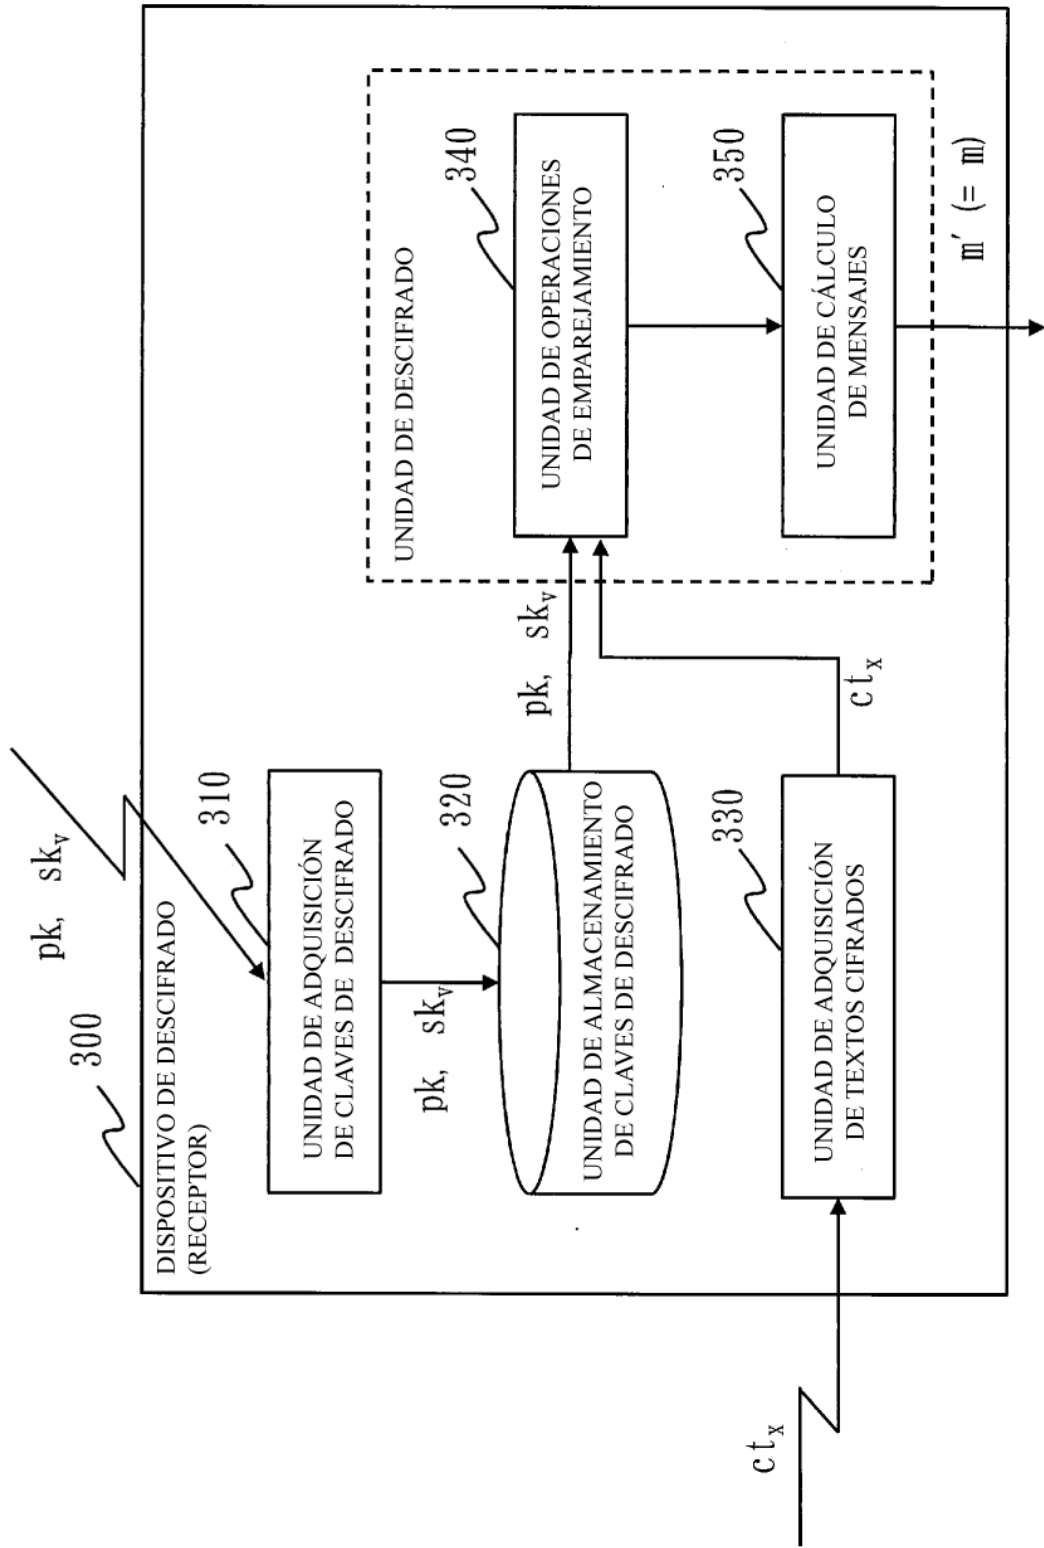 300
pk, sk_v
DISPOSITIVO DE DESCIFRADO
(RECEPTOR)
310
UNIDAD DE ADQUISICIÓN
DE CLAVES DE DESCIFRADO
pk, sk_v
320
UNIDAD DE ALMACENAMIENTO
DE CLAVES DE DESCIFRADO
pk, sk_v
330
UNIDAD DE ADQUISICIÓN
DE TEXTOS CIFRADOS
ct_x
ct_x
UNIDAD DE DESCIFRADO
340
UNIDAD DE OPERACIONES
DE EMPAREJAMIENTO
350
UNIDAD DE CÁLCULO
DE MENSAJES
m′ (= m)